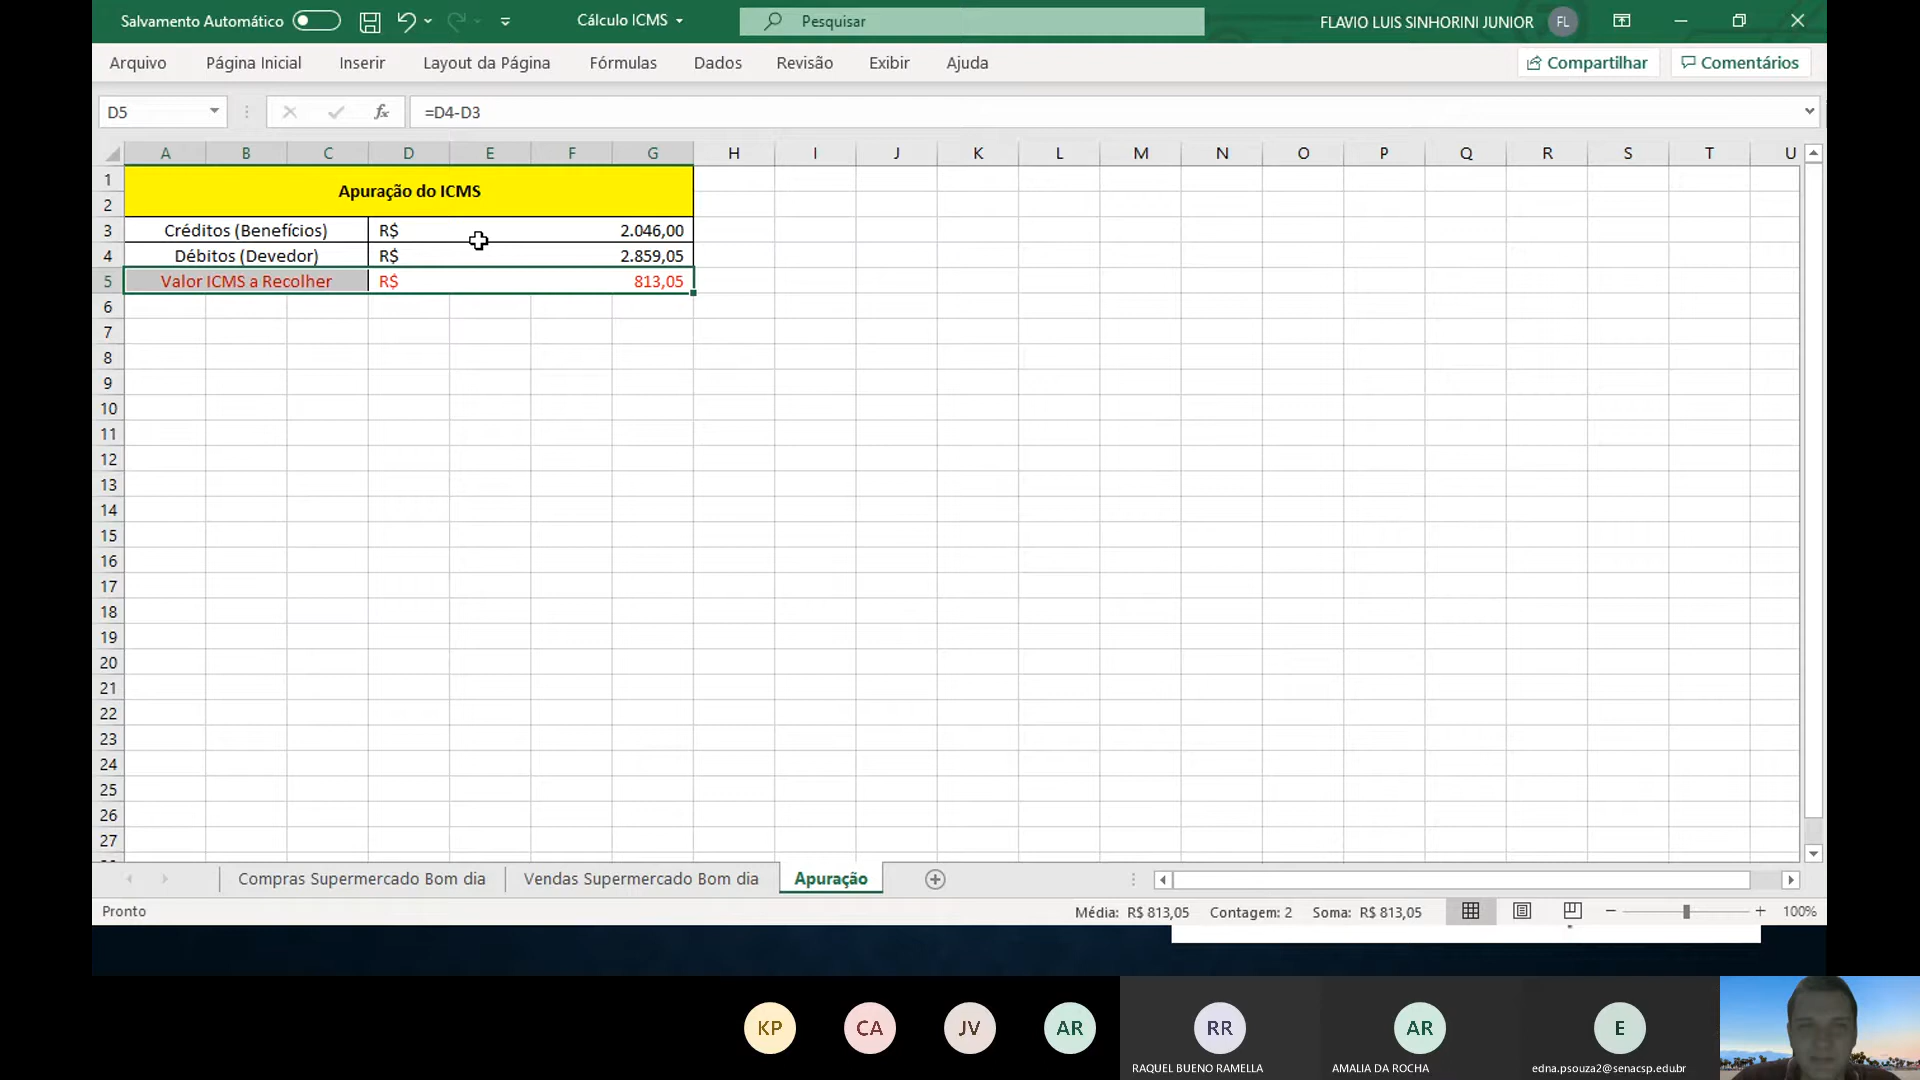 Salvamento Automático
Cálculo ICMS
Pesquisar
FLAVIO LUIS SINHORINI JUNIOR
FL
Arquivo
Página Inicial
Inserir
Layout da Página
Fórmulas
Dados
Revisão
Exibir
Ajuda
Compartilhar
Comentários
D5
fx
=D4-D3
A B C D E F G H I J K L M N O P Q R S T U
1
Apuração do ICMS
2
3 Créditos (Benefícios) R$ 2.046,00
4 Débitos (Devedor) R$ 2.859,05
5 Valor ICMS a Recolher R$ 813,05
6
7
8
9
10
11
12
13
14
15
16
17
18
19
20
21
22
23
24
25
26
27
Compras Supermercado Bom dia
Vendas Supermercado Bom dia
Apuração
Pronto
Média: R$ 813,05
Contagem: 2
Soma: R$ 813,05
100%
KP
CA
JV
AR
RR
AR
E
RAQUEL BUENO RAMELLA
AMALIA DA ROCHA
edna.psouza2@senacsp.edu.br